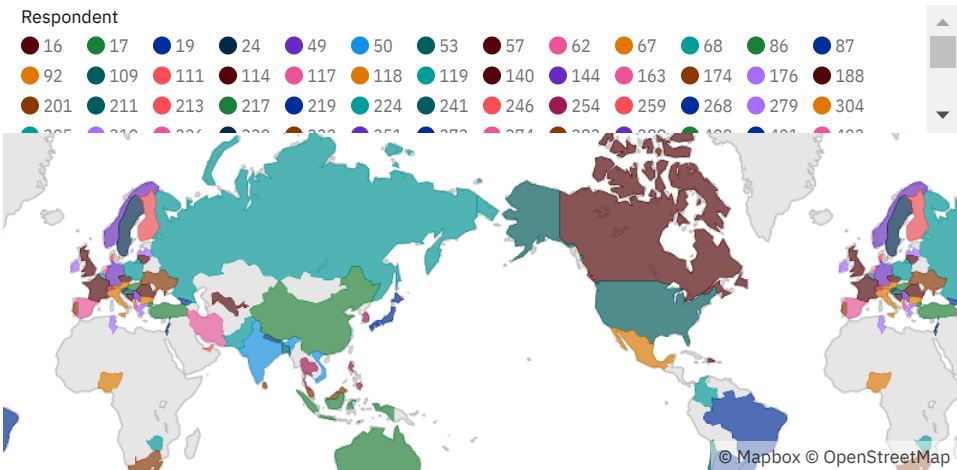 Respondent
16 17 19 24 49 50 53 57 62 67 68 86 87
92 109 111 114 117 118 119 140 144 163 174 176 188
201 211 213 217 219 224 241 246 254 259 268 279 304
© Mapbox © OpenStreetMap